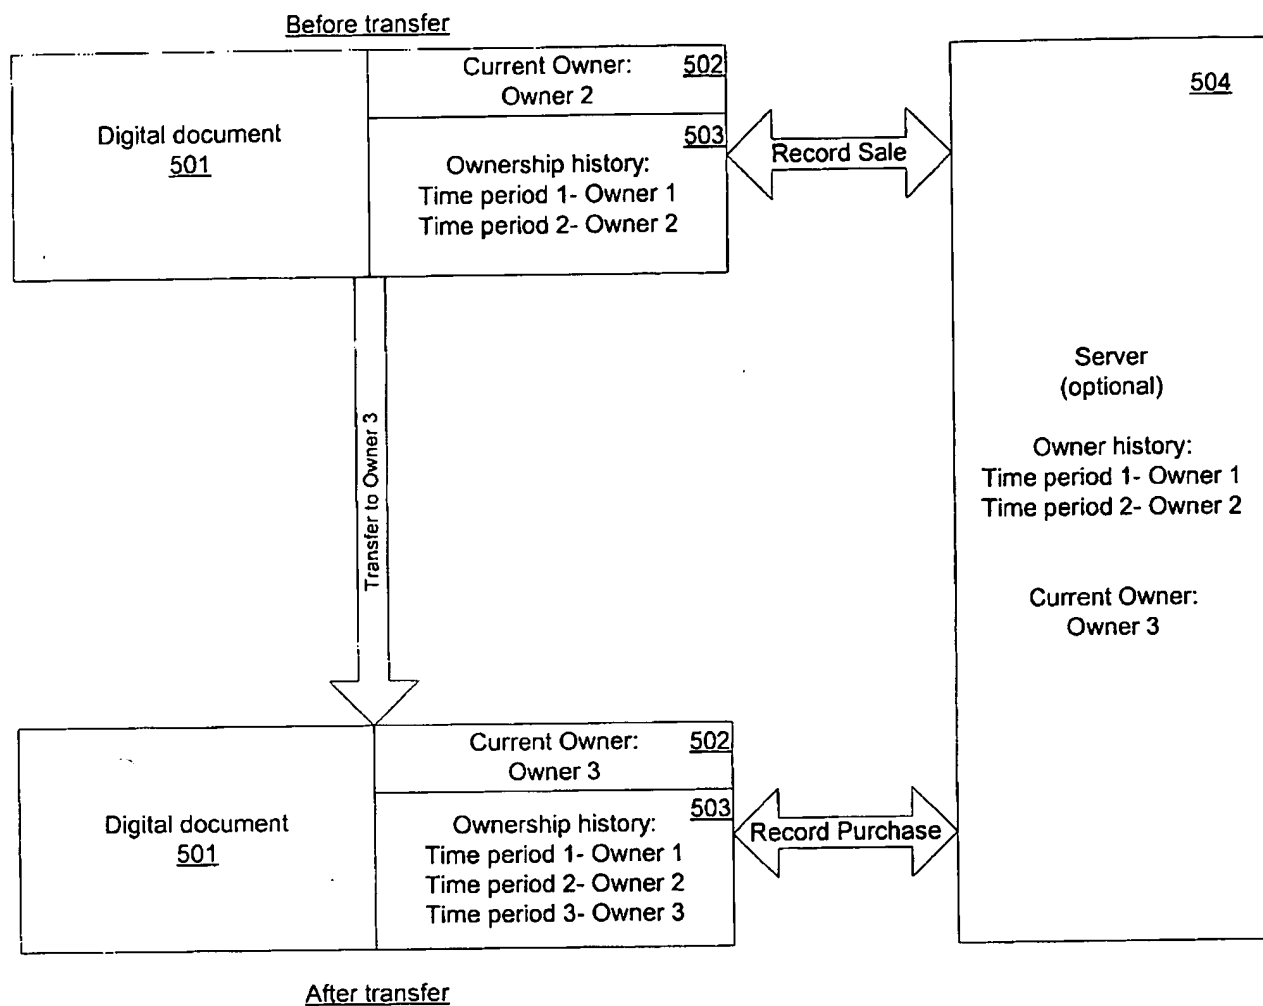 Before transfer
Digital document
501
Current Owner:
Owner 2
502
503
Ownership history:
Time period 1- Owner 1
Time period 2- Owner 2
Record Sale
504
Server
(optional)
Owner history:
Time period 1- Owner 1
Time period 2- Owner 2
Current Owner:
Owner 3
Transfer to Owner 3
Digital document
501
Current Owner:
Owner 3
502
503
Ownership history:
Time period 1- Owner 1
Time period 2- Owner 2
Time period 3- Owner 3
Record Purchase
After transfer